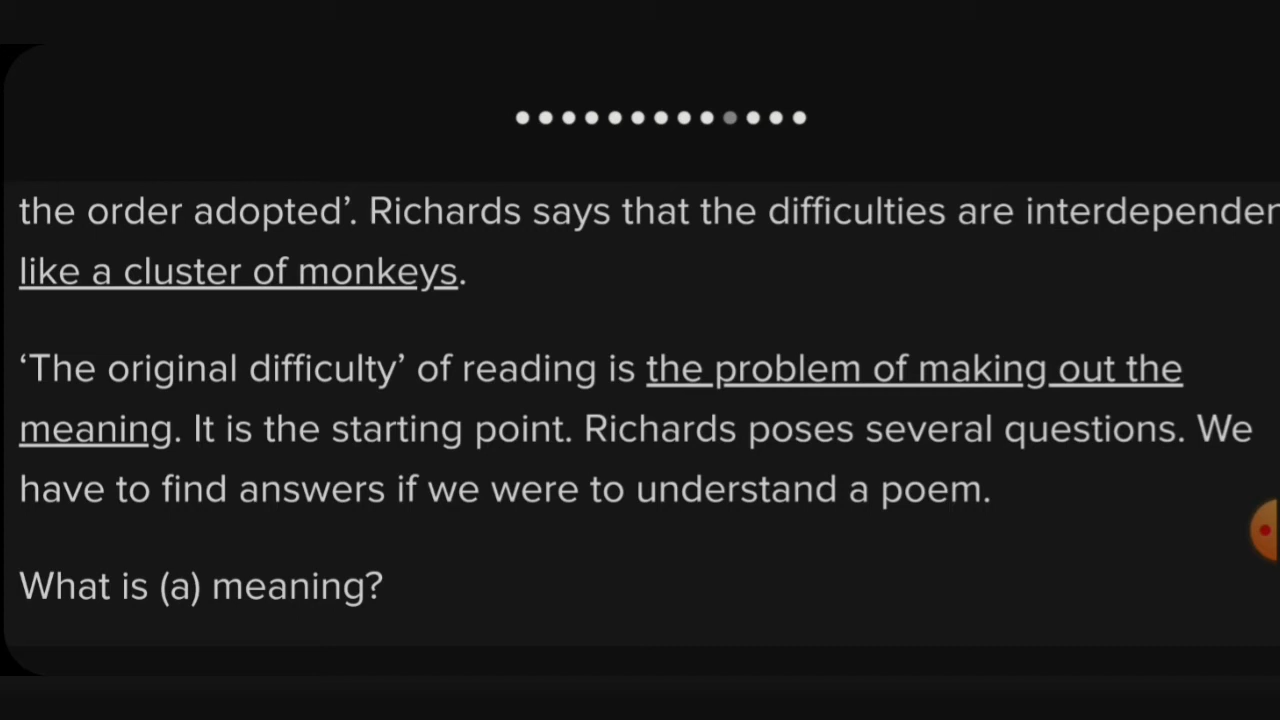 the order adopted’. Richards says that the difficulties are
like a cluster of monkeys.
‘The original difficulty’ of reading is the problem of making out the
meaning. It is the starting point. Richards poses several questions. We
have to find answers if we were to understand a poem.
What is (a) meaning?